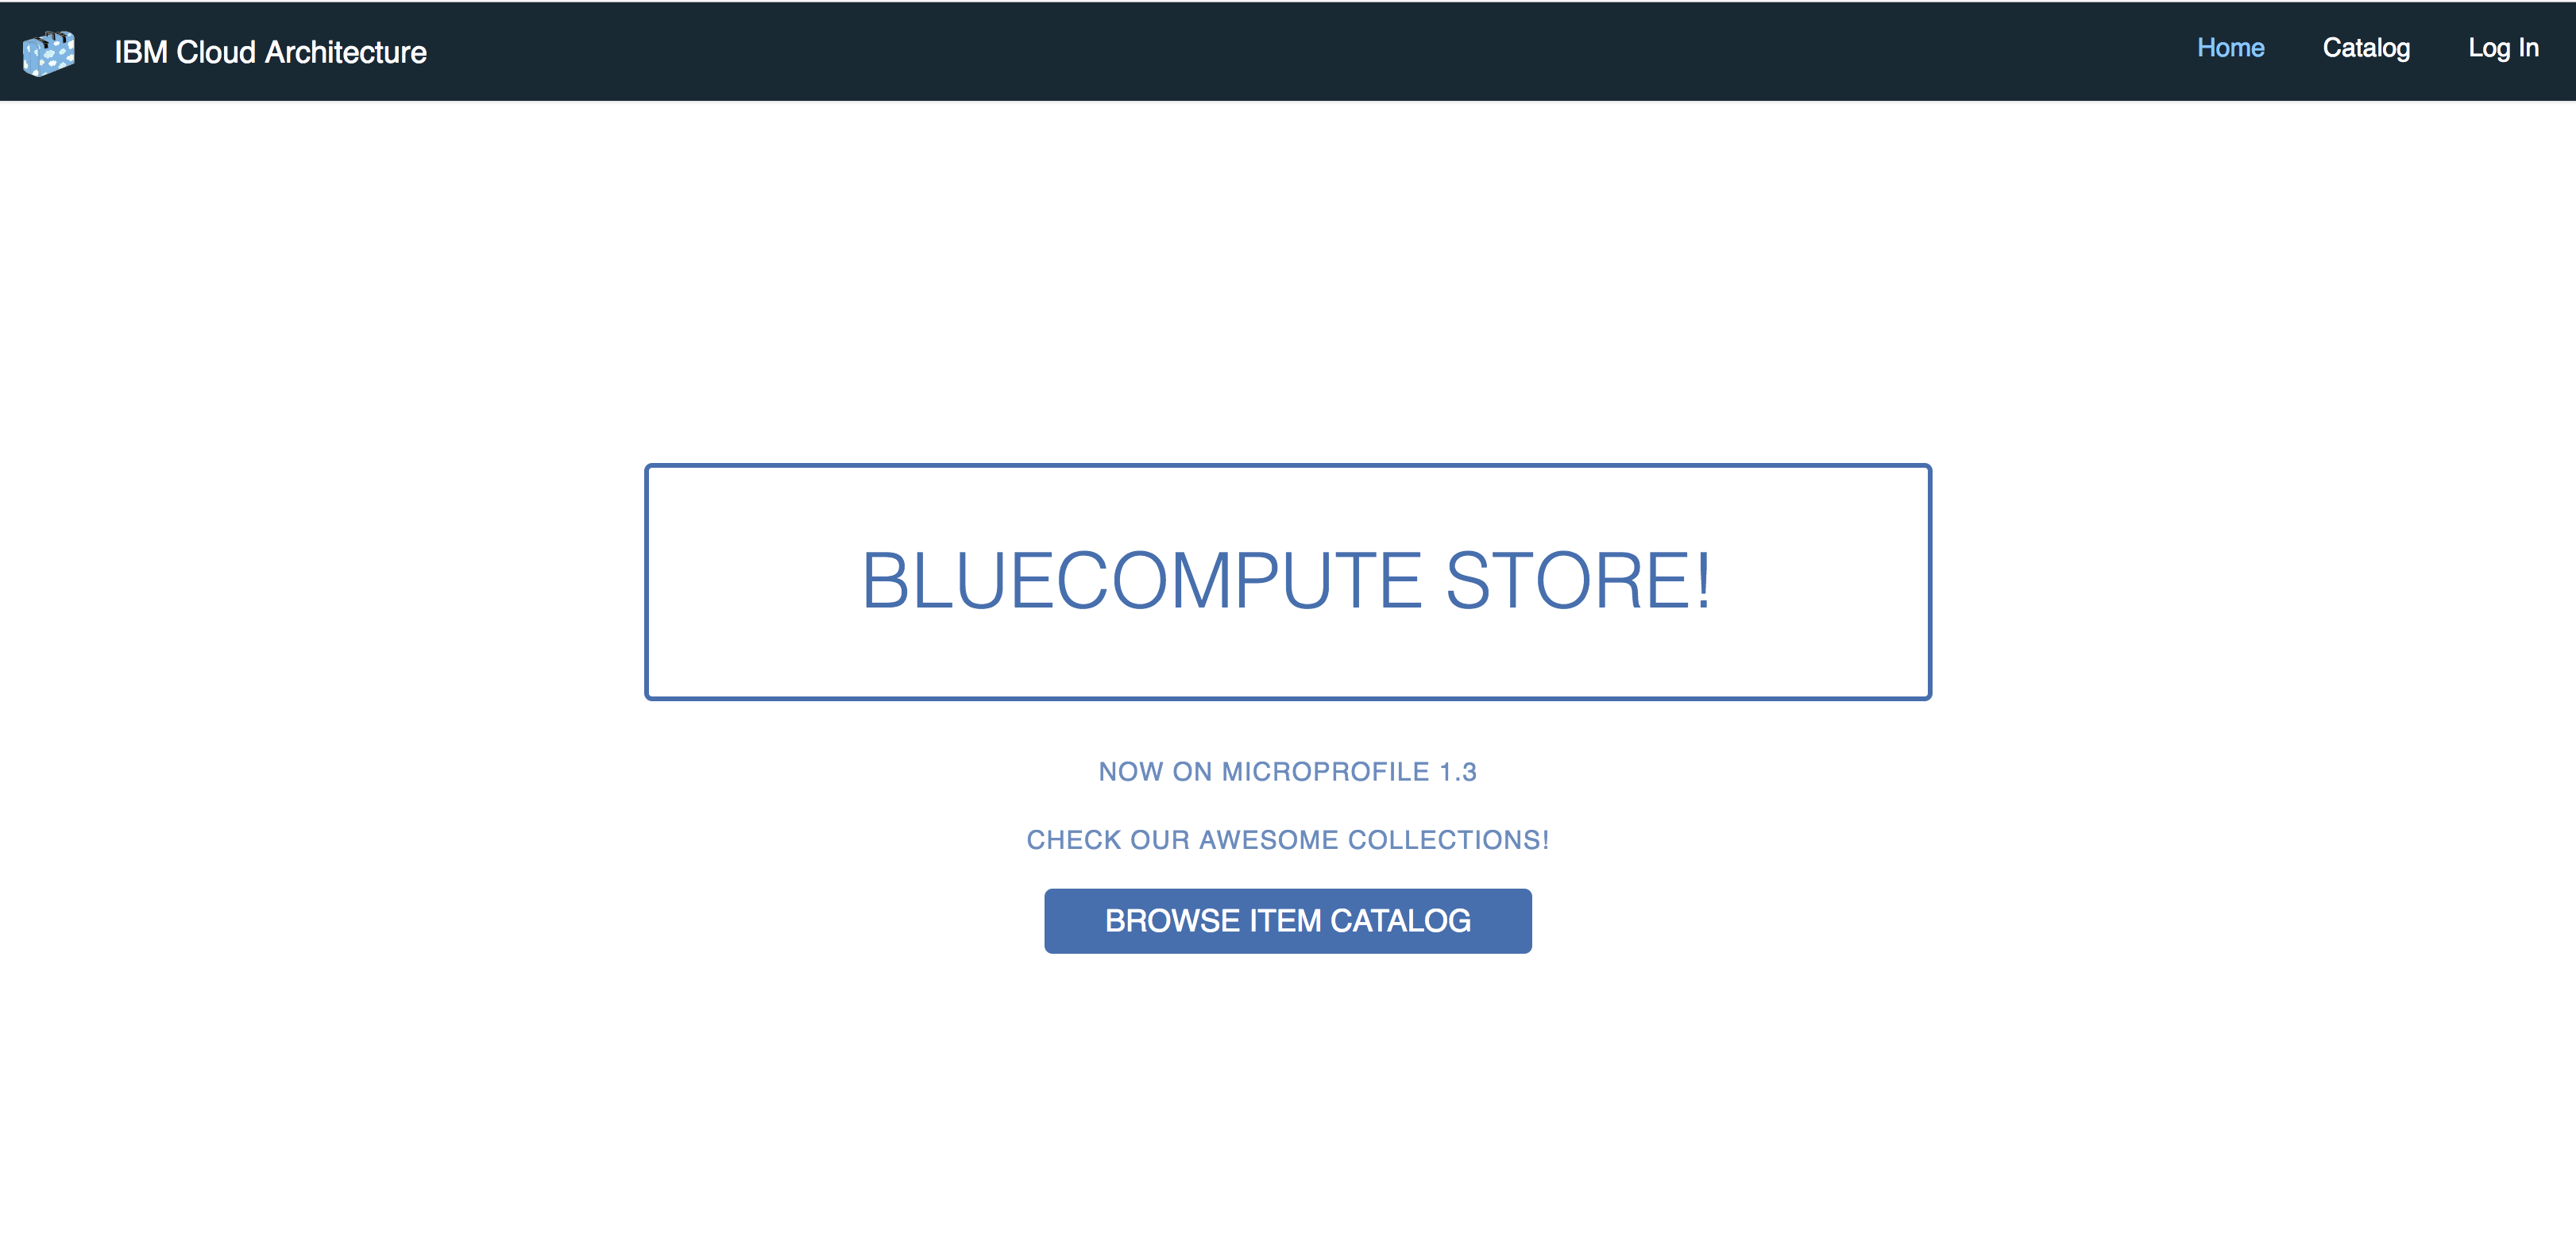 IBM Cloud Architecture
Home Catalog Log In
BLUECOMPUTE STORE!
NOW ON MICROPROFILE 1.3
CHECK OUR AWESOME COLLECTIONS!
BROWSE ITEM CATALOG